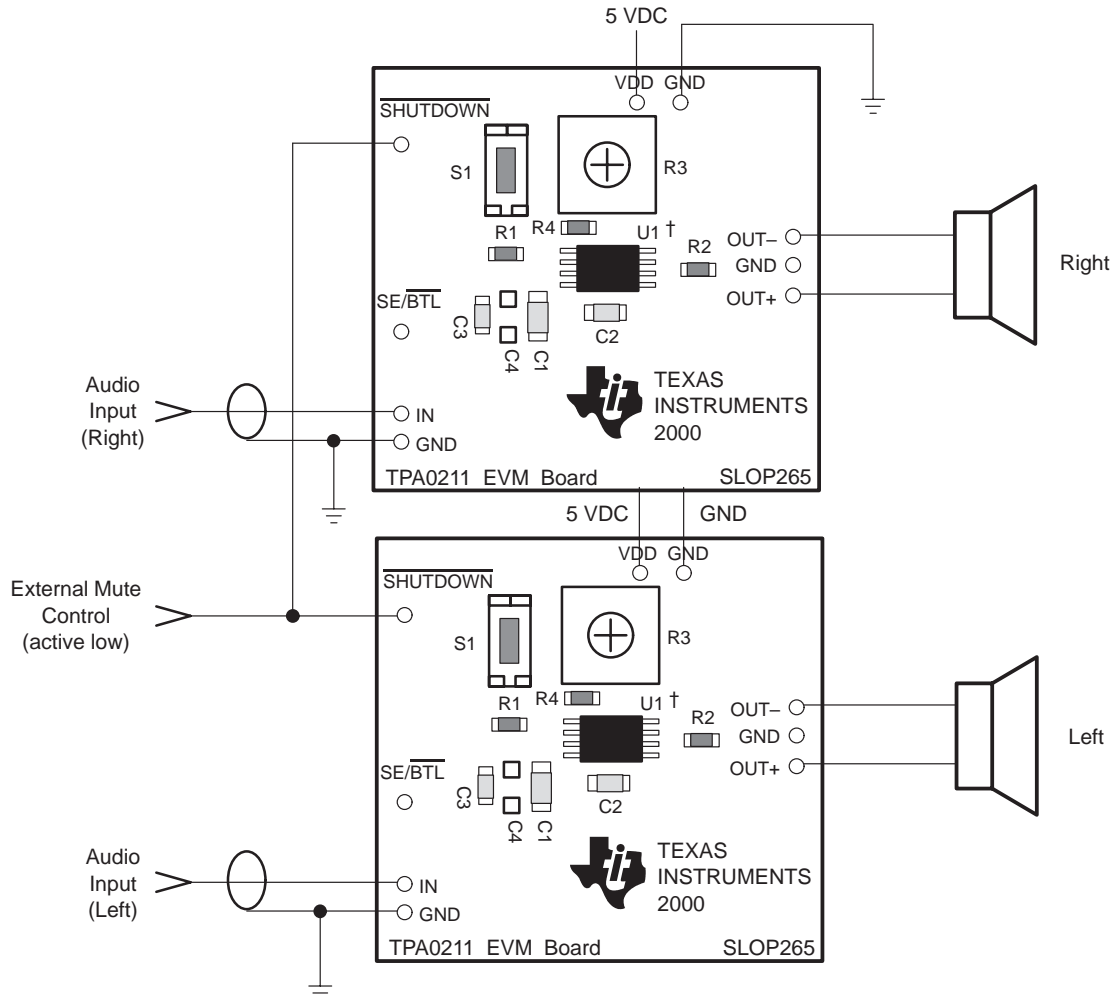 5 VDC
VDD GND
SHUTDOWN
S1
R3
R4
R1
U1 †
R2
OUT–
GND
OUT+
Right
SE/BTL
C3
C4
C1
C2
Audio
Input
(Right)
IN
GND
TEXAS
INSTRUMENTS
2000
TPA0211 EVM Board
SLOP265
5 VDC
GND
VDD GND
SHUTDOWN
External Mute
Control
(active low)
S1
R3
R4
R1
U1 †
R2
OUT–
GND
OUT+
Left
SE/BTL
C3
C4
C1
C2
Audio
Input
(Left)
IN
GND
TEXAS
INSTRUMENTS
2000
TPA0211 EVM Board
SLOP265